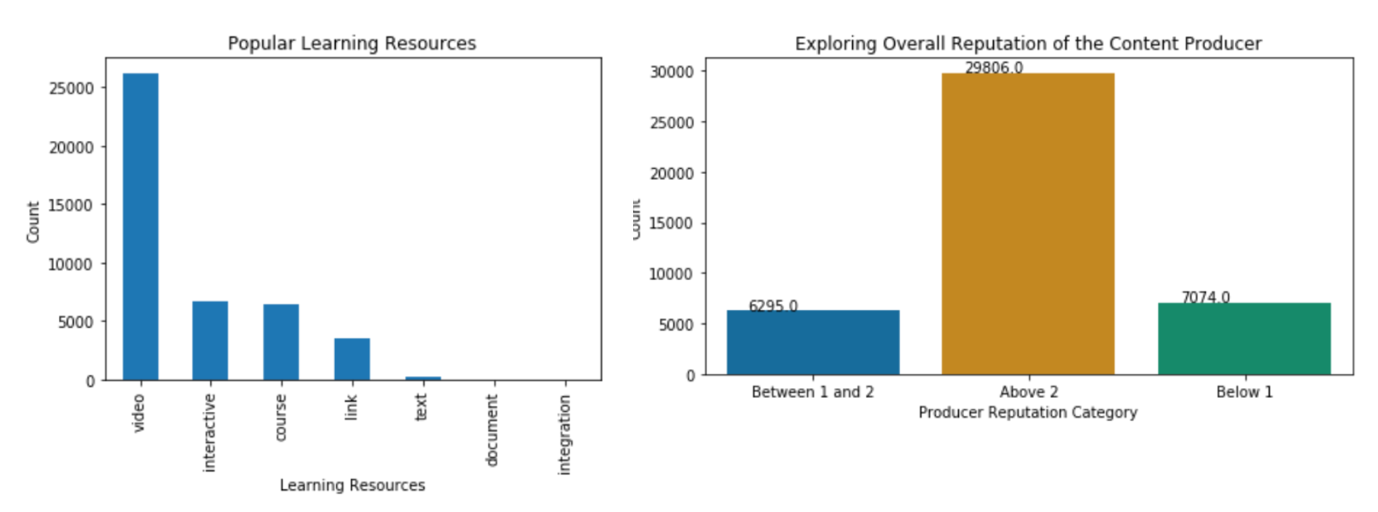 Popular Learning Resources
25000
20000
15000
10000
5000
0
Count
video
interactive
course
link
text
document
integration
Learning Resources
Exploring Overall Reputation of the Content Producer
30000
25000
20000
15000
10000
5000
0
Count
6295.0
29806.0
7074.0
Between 1 and 2
Above 2
Below 1
Producer Reputation Category